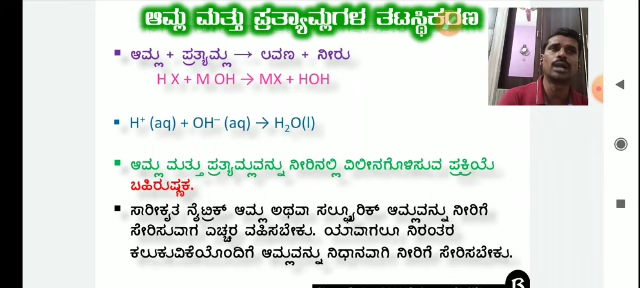 ಆಮ್ಲ ಮತ್ತು ಪ್ರತ್ಯಾಮ್ಲಗಳ ತಟಸ್ಥೀಕರಣ
ಆಮ್ಲ + ಪ್ರತ್ಯಾಮ್ಲ → ಲವಣ + ನೀರು
H X + M OH → MX + HOH
H⁺ (aq) + OH⁻ (aq) → H₂O(l)
ಆಮ್ಲ ಮತ್ತು ಪ್ರತ್ಯಾಮ್ಲವನ್ನು ನೀರಿನಲ್ಲಿ ವಿಲೀನಗೊಳಿಸುವ ಪ್ರಕ್ರಿಯೆ
ಬಹಿರುಷ್ಣಕ.
ಸಾರೀಕೃತ ನೈಟ್ರಿಕ್ ಆಮ್ಲ ಅಥವಾ ಸಲ್ಫ್ಯೂರಿಕ್ ಆಮ್ಲವನ್ನು ನೀರಿಗೆ
ಸೇರಿಸುವಾಗ ಎಚ್ಚರ ವಹಿಸಬೇಕು. ಯಾವಾಗಲೂ ನಿರಂತರ
ಕಲುಕುವಿಕೆಯೊಂದಿಗೆ ಆಮ್ಲವನ್ನು ನಿಧಾನವಾಗಿ ನೀರಿಗೆ ಸೇರಿಸಬೇಕು.